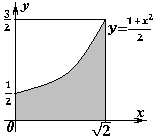 3/2
y
y=(1+x²)/2
1/2
0
√2
x